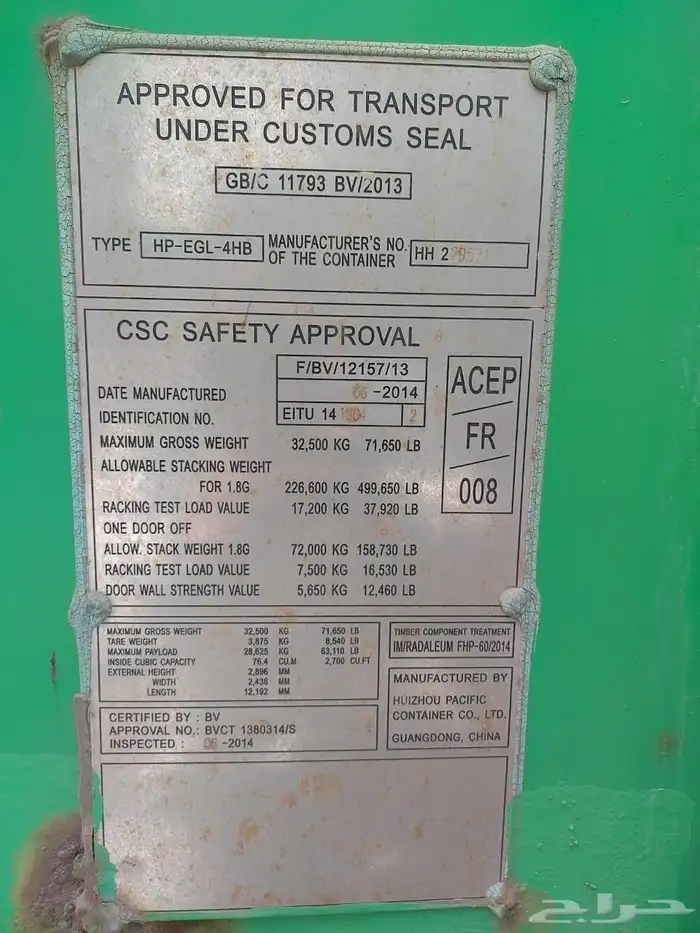 APPROVED FOR TRANSPORT
UNDER CUSTOMS SEAL
GB/C 11793 BV/2013
TYPE HP-EGL-4HB MANUFACTURER'S NO. OF THE CONTAINER HH 2
CSC SAFETY APPROVAL
F/BV/12157/13
DATE MANUFACTURED -2014
IDENTIFICATION NO. EITU 14 2
MAXIMUM GROSS WEIGHT 32,500 KG 71,650 LB
ALLOWABLE STACKING WEIGHT
FOR 1.8G 226,600 KG 499,650 LB
RACKING TEST LOAD VALUE 17,200 KG 37,920 LB
ONE DOOR OFF
ALLOW. STACK WEIGHT 1.8G 72,000 KG 158,730 LB
RACKING TEST LOAD VALUE 7,500 KG 16,530 LB
DOOR WALL STRENGTH VALUE 5,650 KG 12,460 LB
ACEP
FR
008
MAXIMUM GROSS WEIGHT 32,500 KG 71,650 LB
TARE WEIGHT 3,875 KG 8,540 LB
MAXIMUM PAYLOAD 28,625 KG 63,110 LB
INSIDE CUBIC CAPACITY 76.4 CU.M 2,700 CU.FT
EXTERNAL HEIGHT 2,896 MM
WIDTH 2,438 MM
LENGTH 12,192 MM
TIMBER COMPONENT TREATMENT
IM/RADALEUM FHP-60/2014
CERTIFIED BY : BV
APPROVAL NO.: BVCT 1380314/S
INSPECTED : -2014
MANUFACTURED BY
HUIZHOU PACIFIC
CONTAINER CO., LTD.
GUANGDONG, CHINA
حراج